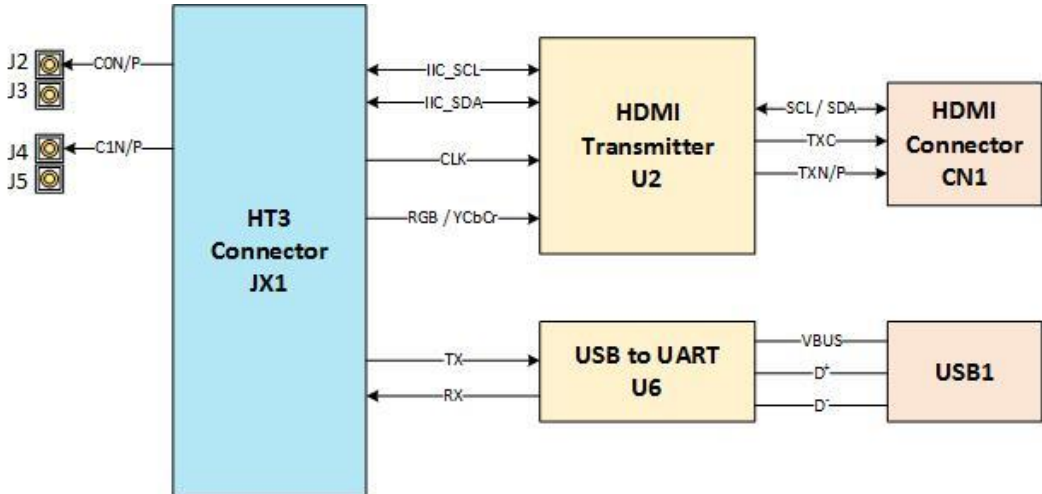 J2
J3
C0N/P
J4
J5
C1N/P
HT3
Connector
JX1
IIC_SCL
IIC_SDA
CLK
RGB / YCbCr
HDMI
Transmitter
U2
SCL/ SDA
TXC
TXN/P
HDMI
Connector
CN1
TX
RX
USB to UART
U6
VBUS
D⁺
D⁻
USB1